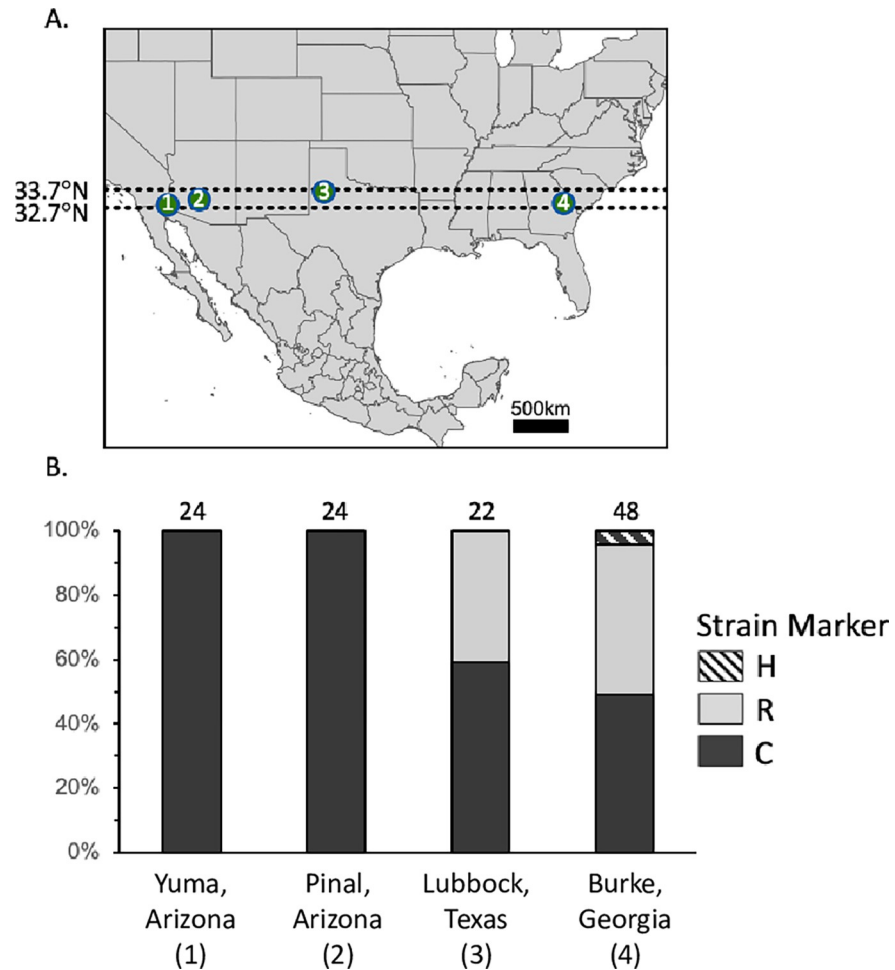 A.
33.7°N
32.7°N
1
2
3
4
500km
B.
24
24
22
48
100%
80%
60%
40%
20%
0%
Strain Marker
H
R
C
Yuma,
Arizona
(1)
Pinal,
Arizona
(2)
Lubbock,
Texas
(3)
Burke,
Georgia
(4)